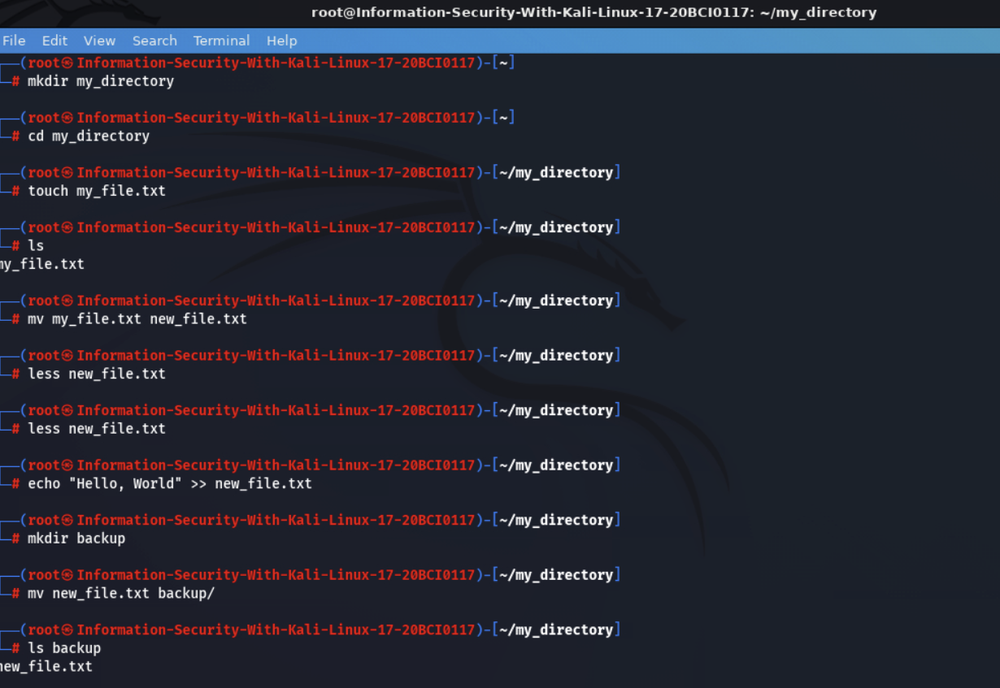 root@Information-Security-With-Kali-Linux-17-20BCI0117: ~/my_directory
File Edit View Search Terminal Help
(root㉿Information-Security-With-Kali-Linux-17-20BCI0117)-[~]
# mkdir my_directory
(root㉿Information-Security-With-Kali-Linux-17-20BCI0117)-[~]
# cd my_directory
(root㉿Information-Security-With-Kali-Linux-17-20BCI0117)-[~/my_directory]
# touch my_file.txt
(root㉿Information-Security-With-Kali-Linux-17-20BCI0117)-[~/my_directory]
# ls
my_file.txt
(root㉿Information-Security-With-Kali-Linux-17-20BCI0117)-[~/my_directory]
# mv my_file.txt new_file.txt
(root㉿Information-Security-With-Kali-Linux-17-20BCI0117)-[~/my_directory]
# less new_file.txt
(root㉿Information-Security-With-Kali-Linux-17-20BCI0117)-[~/my_directory]
# less new_file.txt
(root㉿Information-Security-With-Kali-Linux-17-20BCI0117)-[~/my_directory]
# echo "Hello, World" >> new_file.txt
(root㉿Information-Security-With-Kali-Linux-17-20BCI0117)-[~/my_directory]
# mkdir backup
(root㉿Information-Security-With-Kali-Linux-17-20BCI0117)-[~/my_directory]
# mv new_file.txt backup/
(root㉿Information-Security-With-Kali-Linux-17-20BCI0117)-[~/my_directory]
# ls backup
new_file.txt